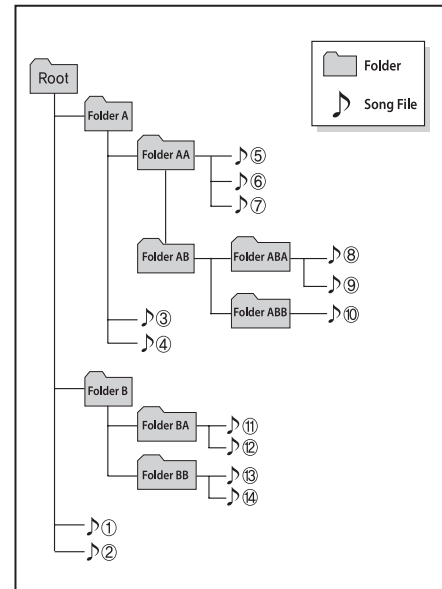 Root
Folder
Song File
Folder A
Folder AA
♪⑤
♪⑥
♪⑦
Folder AB
Folder ABA
♪⑧
♪⑨
Folder ABB
♪⑩
♪③
♪④
Folder B
Folder BA
♪⑪
♪⑫
Folder BB
♪⑬
♪⑭
♪①
♪②